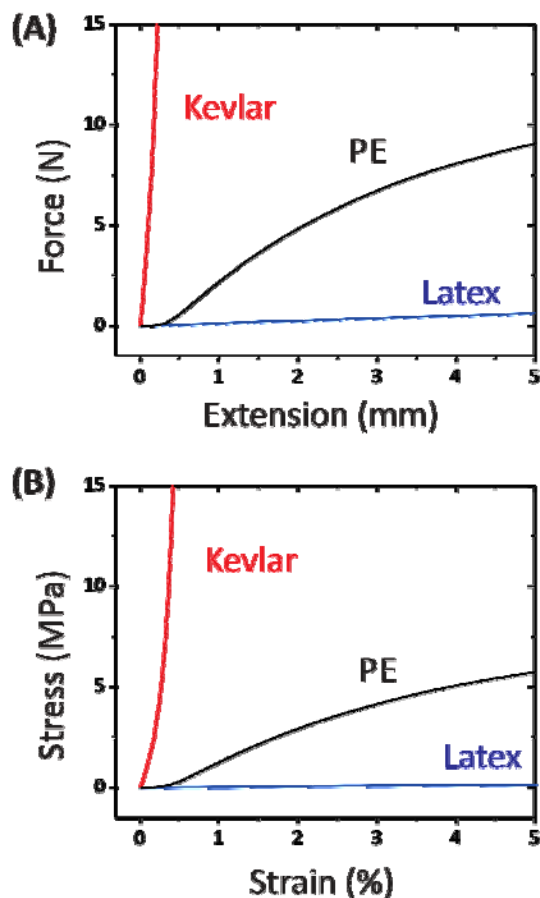 (A)
15
Kevlar
10
PE
Force (N)
5
Latex
0
0 1 2 3 4 5
Extension (mm)
(B)
15
Kevlar
10
Stress (MPa)
PE
5
Latex
0
0 1 2 3 4 5
Strain (%)